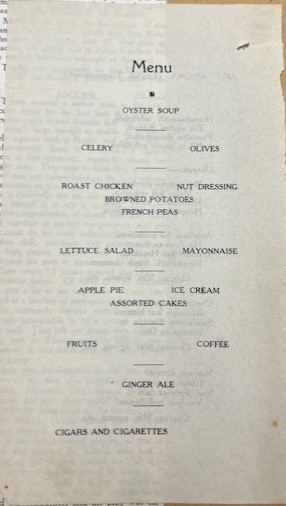 Menu
OYSTER SOUP
CELERY OLIVES
ROAST CHICKEN NUT DRESSING
BROWNED POTATOES
FRENCH PEAS
LETTUCE SALAD MAYONNAISE
APPLE PIE ICE CREAM
ASSORTED CAKES
FRUITS COFFEE
GINGER ALE
CIGARS AND CIGARETTES